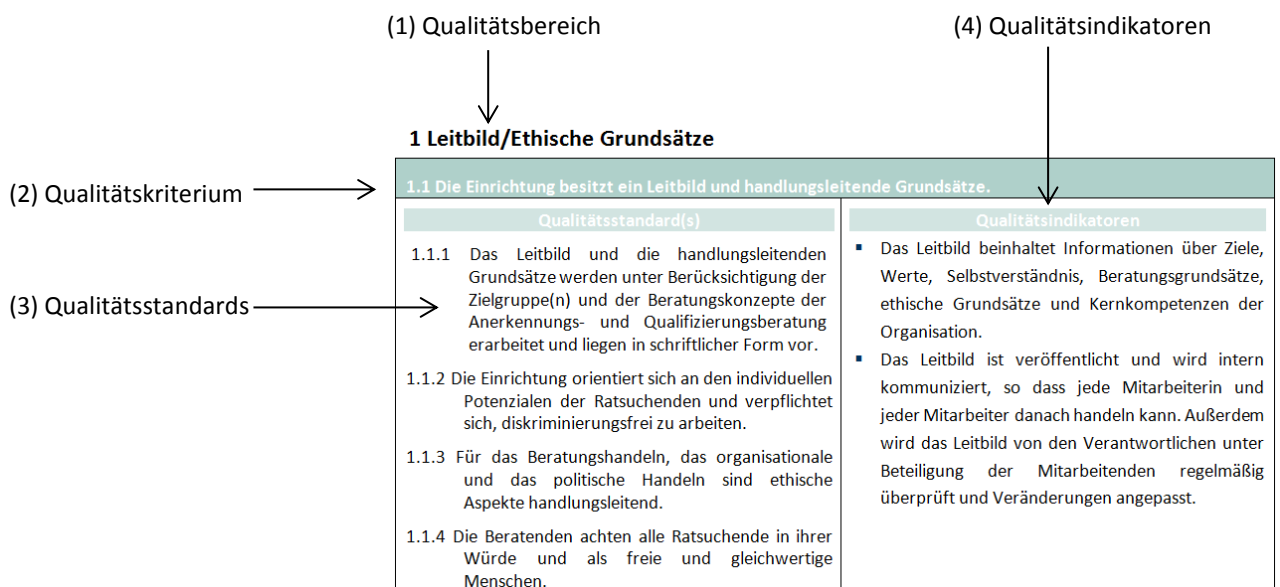 (1) Qualitätsbereich
(4) Qualitätsindikatoren
1 Leitbild/Ethische Grundsätze
(2) Qualitätskriterium
1.1 Die Einrichtung besitzt ein Leitbild und handlungsleitende Grundsätze.
Qualitätsstandard(s)
1.1.1 Das Leitbild und die handlungsleitenden
Grundsätze werden unter Berücksichtigung der
Zielgruppe(n) und der Beratungskonzepte der
Anerkennungs- und Qualifizierungsberatung
erarbeitet und liegen in schriftlicher Form vor.
(3) Qualitätsstandards
1.1.2 Die Einrichtung orientiert sich an den individuellen
Potenzialen der Ratsuchenden und verpflichtet
sich, diskriminierungsfrei zu arbeiten.
1.1.3 Für das Beratungshandeln, das organisationale
und das politische Handeln sind ethische
Aspekte handlungsleitend.
1.1.4 Die Beratenden achten alle Ratsuchende in ihrer
Würde und als freie und gleichwertige
Menschen.
Qualitätsindikatoren
▪ Das Leitbild beinhaltet Informationen über Ziele,
Werte, Selbstverständnis, Beratungsgrundsätze,
ethische Grundsätze und Kernkompetenzen der
Organisation.
▪ Das Leitbild ist veröffentlicht und wird intern
kommuniziert, so dass jede Mitarbeiterin und
jeder Mitarbeiter danach handeln kann. Außerdem
wird das Leitbild von den Verantwortlichen unter
Beteiligung der Mitarbeitenden regelmäßig
überprüft und Veränderungen angepasst.